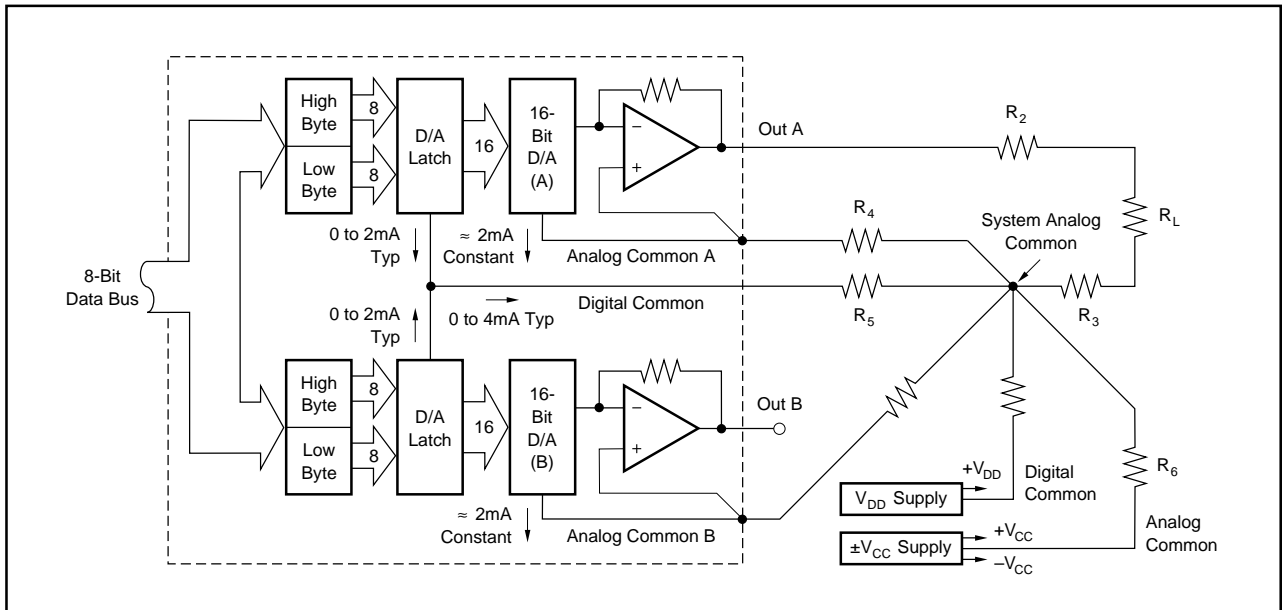 8-Bit
Data Bus
High
Byte
Low
Byte
8
8
D/A
Latch
16
16-
Bit
D/A
(A)
−
+
Out A
R2
RL
R3
System Analog
Common
R4
0 to 2mA
Typ
≈ 2mA
Constant
Analog Common A
0 to 2mA
Typ
0 to 4mA Typ
Digital Common
R5
High
Byte
Low
Byte
8
8
D/A
Latch
16
16-
Bit
D/A
(B)
−
+
Out B
≈ 2mA
Constant
Analog Common B
VDD Supply
+VDD
Digital
Common
R6
±VCC Supply
+VCC
–VCC
Analog
Common